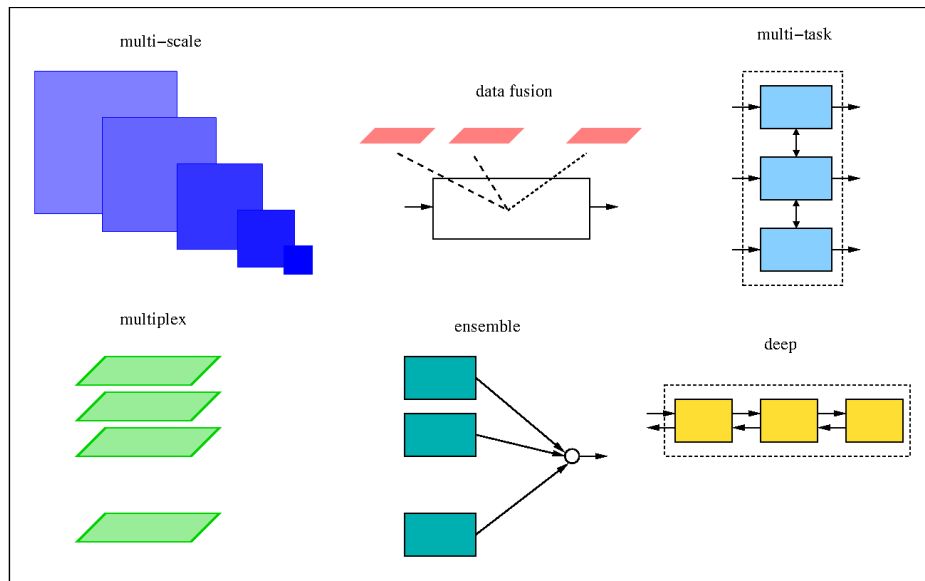 multi-scale
data fusion
multi-task
multiplex
ensemble
deep